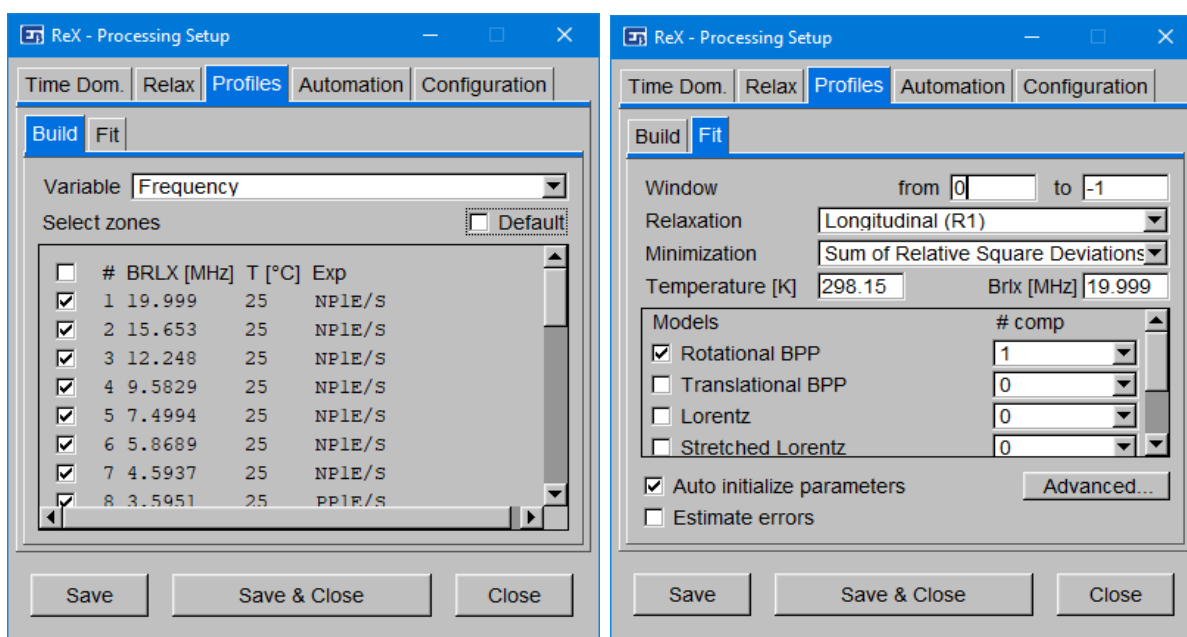 ReX - Processing Setup
Time Dom. Relax Profiles Automation Configuration
Build Fit
Variable Frequency
Select zones Default
# BRLX [MHz] T [°C] Exp
1 19.999 25 NP1E/S
2 15.653 25 NP1E/S
3 12.248 25 NP1E/S
4 9.5829 25 NP1E/S
5 7.4994 25 NP1E/S
6 5.8689 25 NP1E/S
7 4.5937 25 NP1E/S
8 3.5951 25 PP1E/S
Save Save & Close Close
ReX - Processing Setup
Time Dom. Relax Profiles Automation Configuration
Build Fit
Window from 0 to -1
Relaxation Longitudinal (R1)
Minimization Sum of Relative Square Deviations
Temperature [K] 298.15 Brlx [MHz] 19.999
Models # comp
Rotational BPP 1
Translational BPP 0
Lorentz 0
Stretched Lorentz 0
Auto initialize parameters Advanced...
Estimate errors
Save Save & Close Close